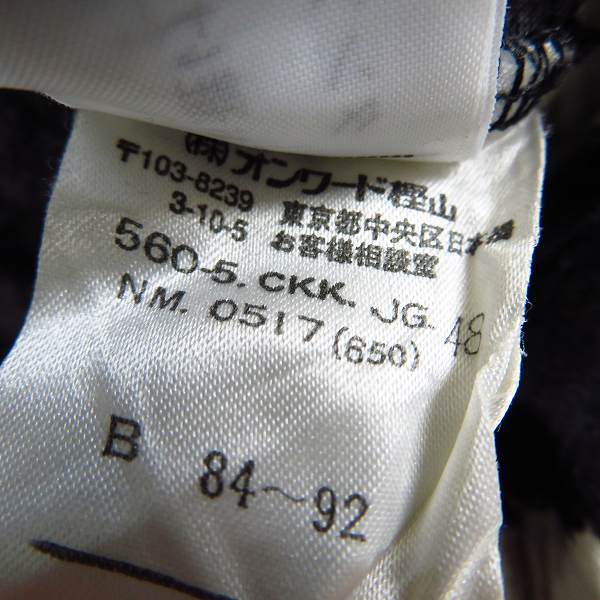 (株)オンワード樫山
〒103-8239 東京都中央区日本橋
3-10-5 お客様相談室
560-5. CKK. JG. 48
NM. 0517 (650)
B 84~92